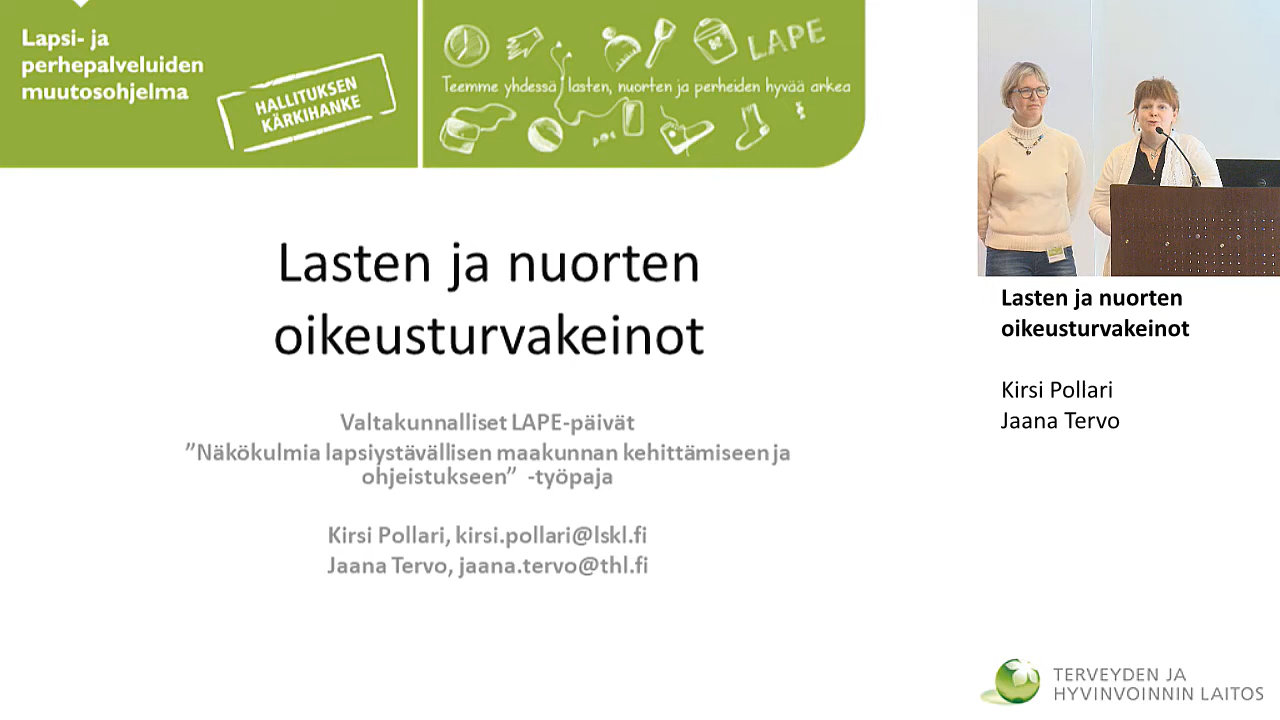 Lapsi- ja
perhepalveluiden
muutosohjelma
HALLITUKSEN
KÄRKIHANKE
LAPE
Teemme yhdessä lasten, nuorten ja perheiden hyvää arkea
Lasten ja nuorten
oikeusturvakeinot
Valtakunnalliset LAPE-päivät
”Näkökulmia lapsiystävällisen maakunnan kehittämiseen ja
ohjeistukseen” -työpaja
Kirsi Pollari, kirsi.pollari@lskl.fi
Jaana Tervo, jaana.tervo@thl.fi
Lasten ja nuorten
oikeusturvakeinot
Kirsi Pollari
Jaana Tervo
TERVEYDEN JA
HYVINVOINNIN LAITOS